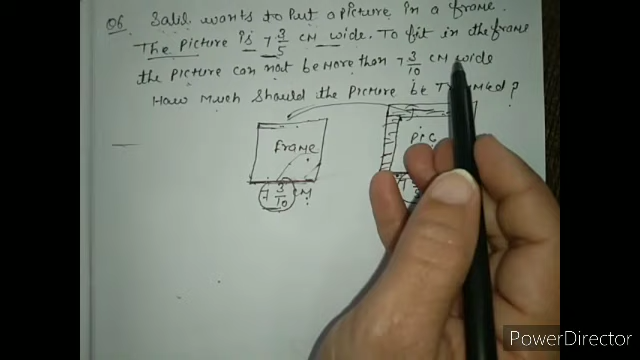 Q6. Salil wants to Put a picture in a frame.
The Picture is 7 3/5 cm wide. To fit in the frame
the picture can not be more than 7 3/10 cm wide
How Much should the Picture be Trimmed?
Frame
Pic
7 3/10 cm
PowerDirector